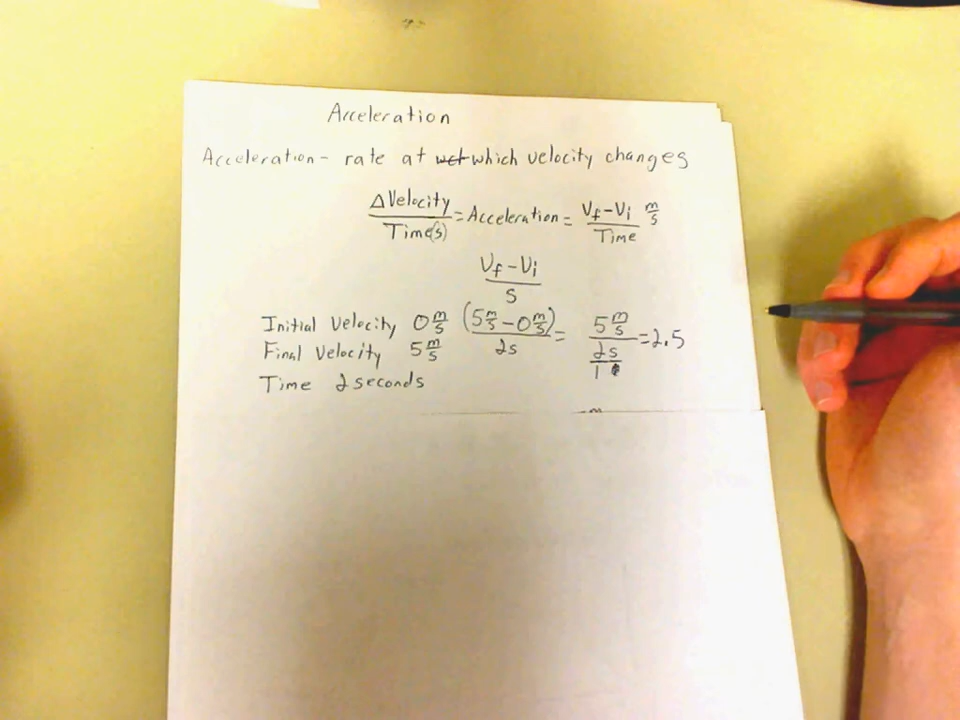 Acceleration
Acceleration - rate at wct which velocity changes
ΔVelocity/Time(s) = Acceleration = Vf-Vi/Time m/s
Vf-Vi/s
Initial Velocity 0 m/s (5 m/s - 0 m/s)/2s = 5 m/s / 2s/1 = 2.5
Final Velocity 5 m/s
Time 2 seconds